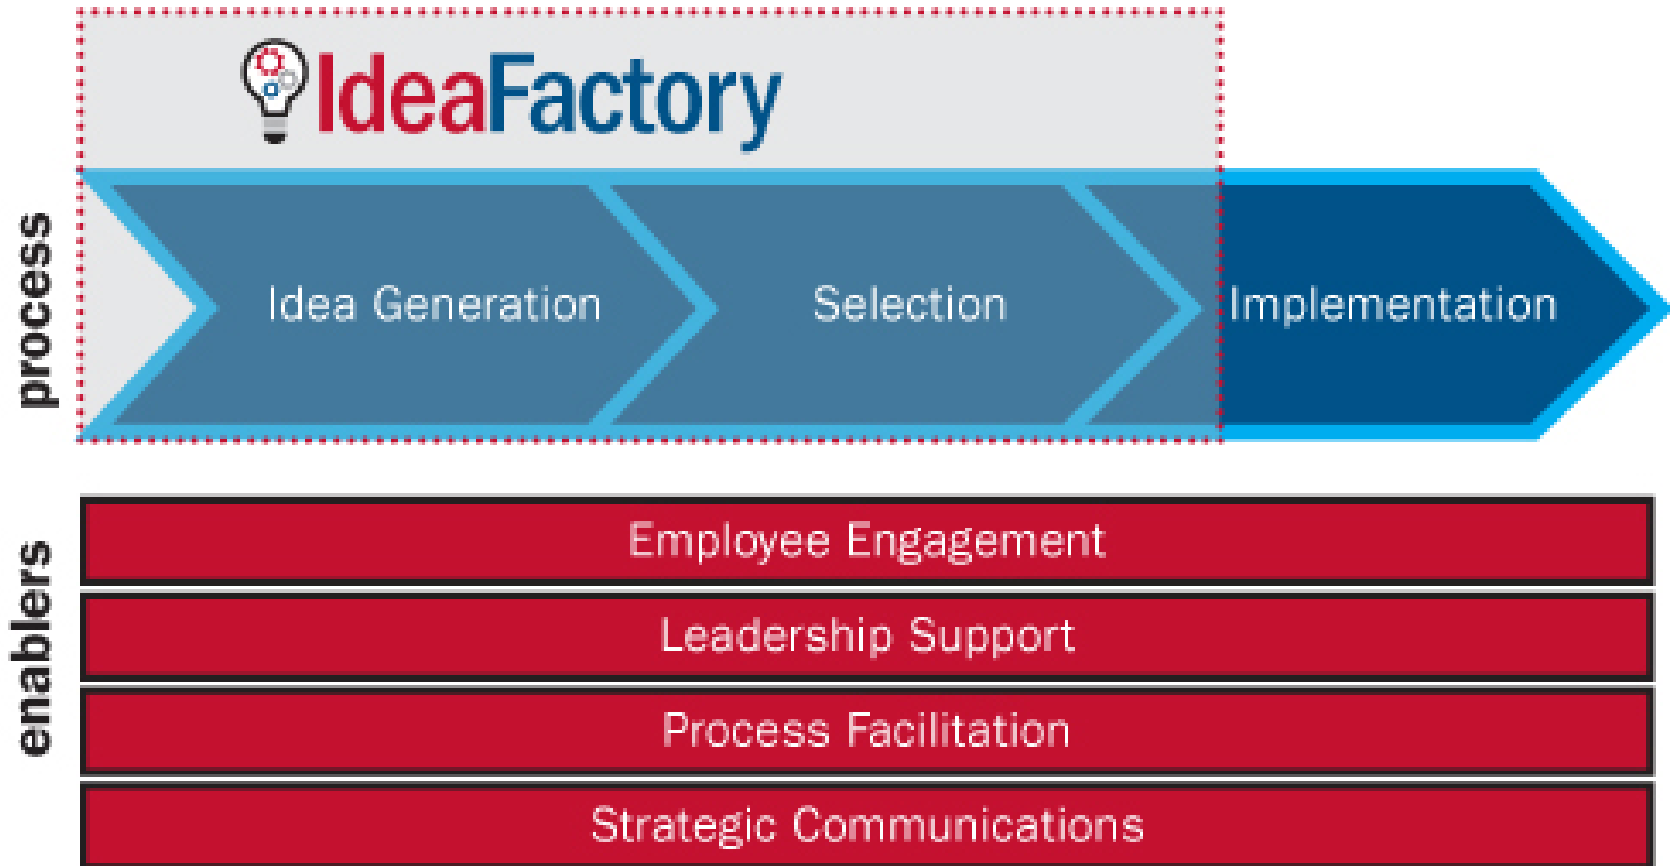 IdeaFactory
process
Idea Generation
Selection
Implementation
enablers
Employee Engagement
Leadership Support
Process Facilitation
Strategic Communications